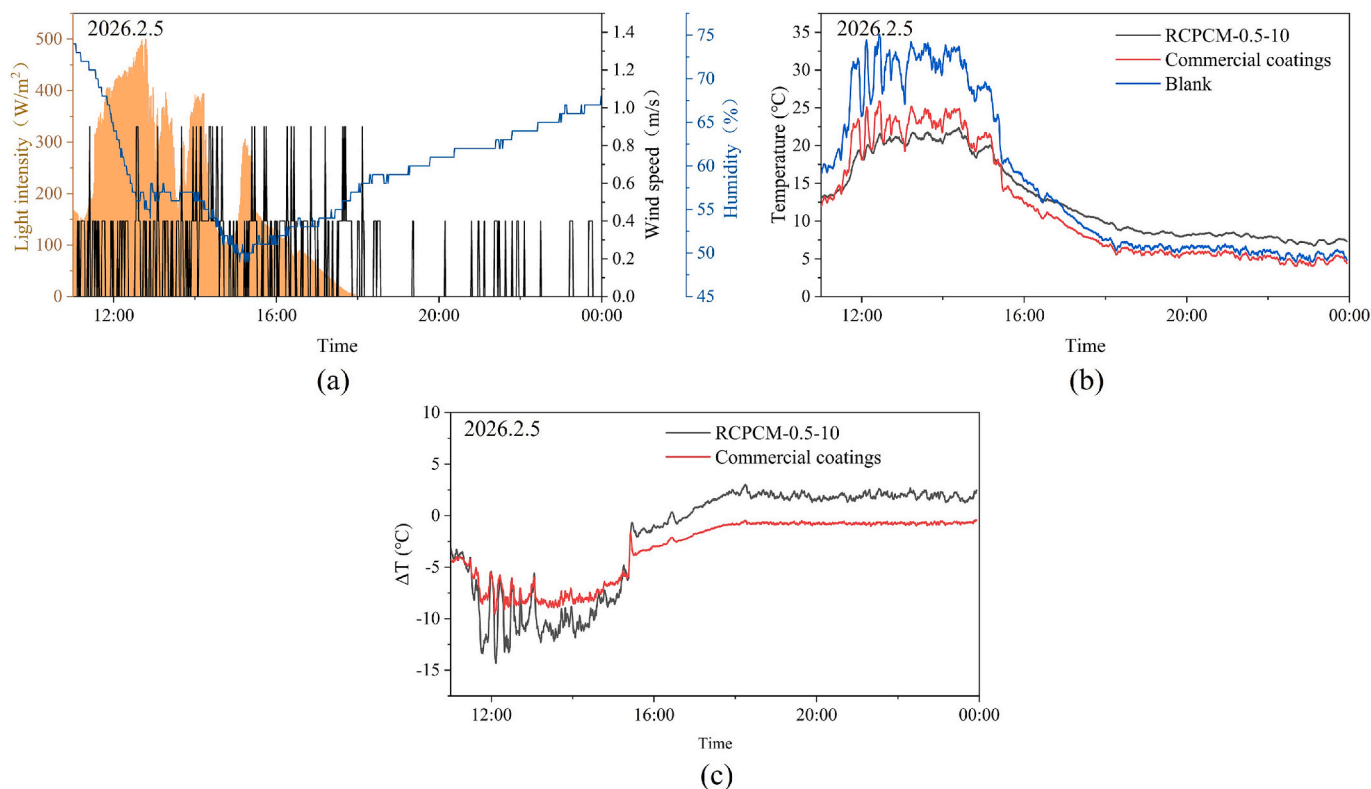 2026.2.5
500
400
300
200
100
0
Light intensity（W/m²）
1.4
1.2
1.0
0.8
0.6
0.4
0.2
0.0
Wind speed（m/s）
75
70
65
60
55
50
45
Humidity（%）
12:00 16:00 20:00 00:00
Time
(a)
2026.2.5
RCPCM-0.5-10
Commercial coatings
Blank
35
30
25
20
15
10
5
0
Temperature (°C)
12:00 16:00 20:00 00:00
Time
(b)
2026.2.5
RCPCM-0.5-10
Commercial coatings
10
5
0
-5
-10
-15
ΔT (°C)
12:00 16:00 20:00 00:00
Time
(c)